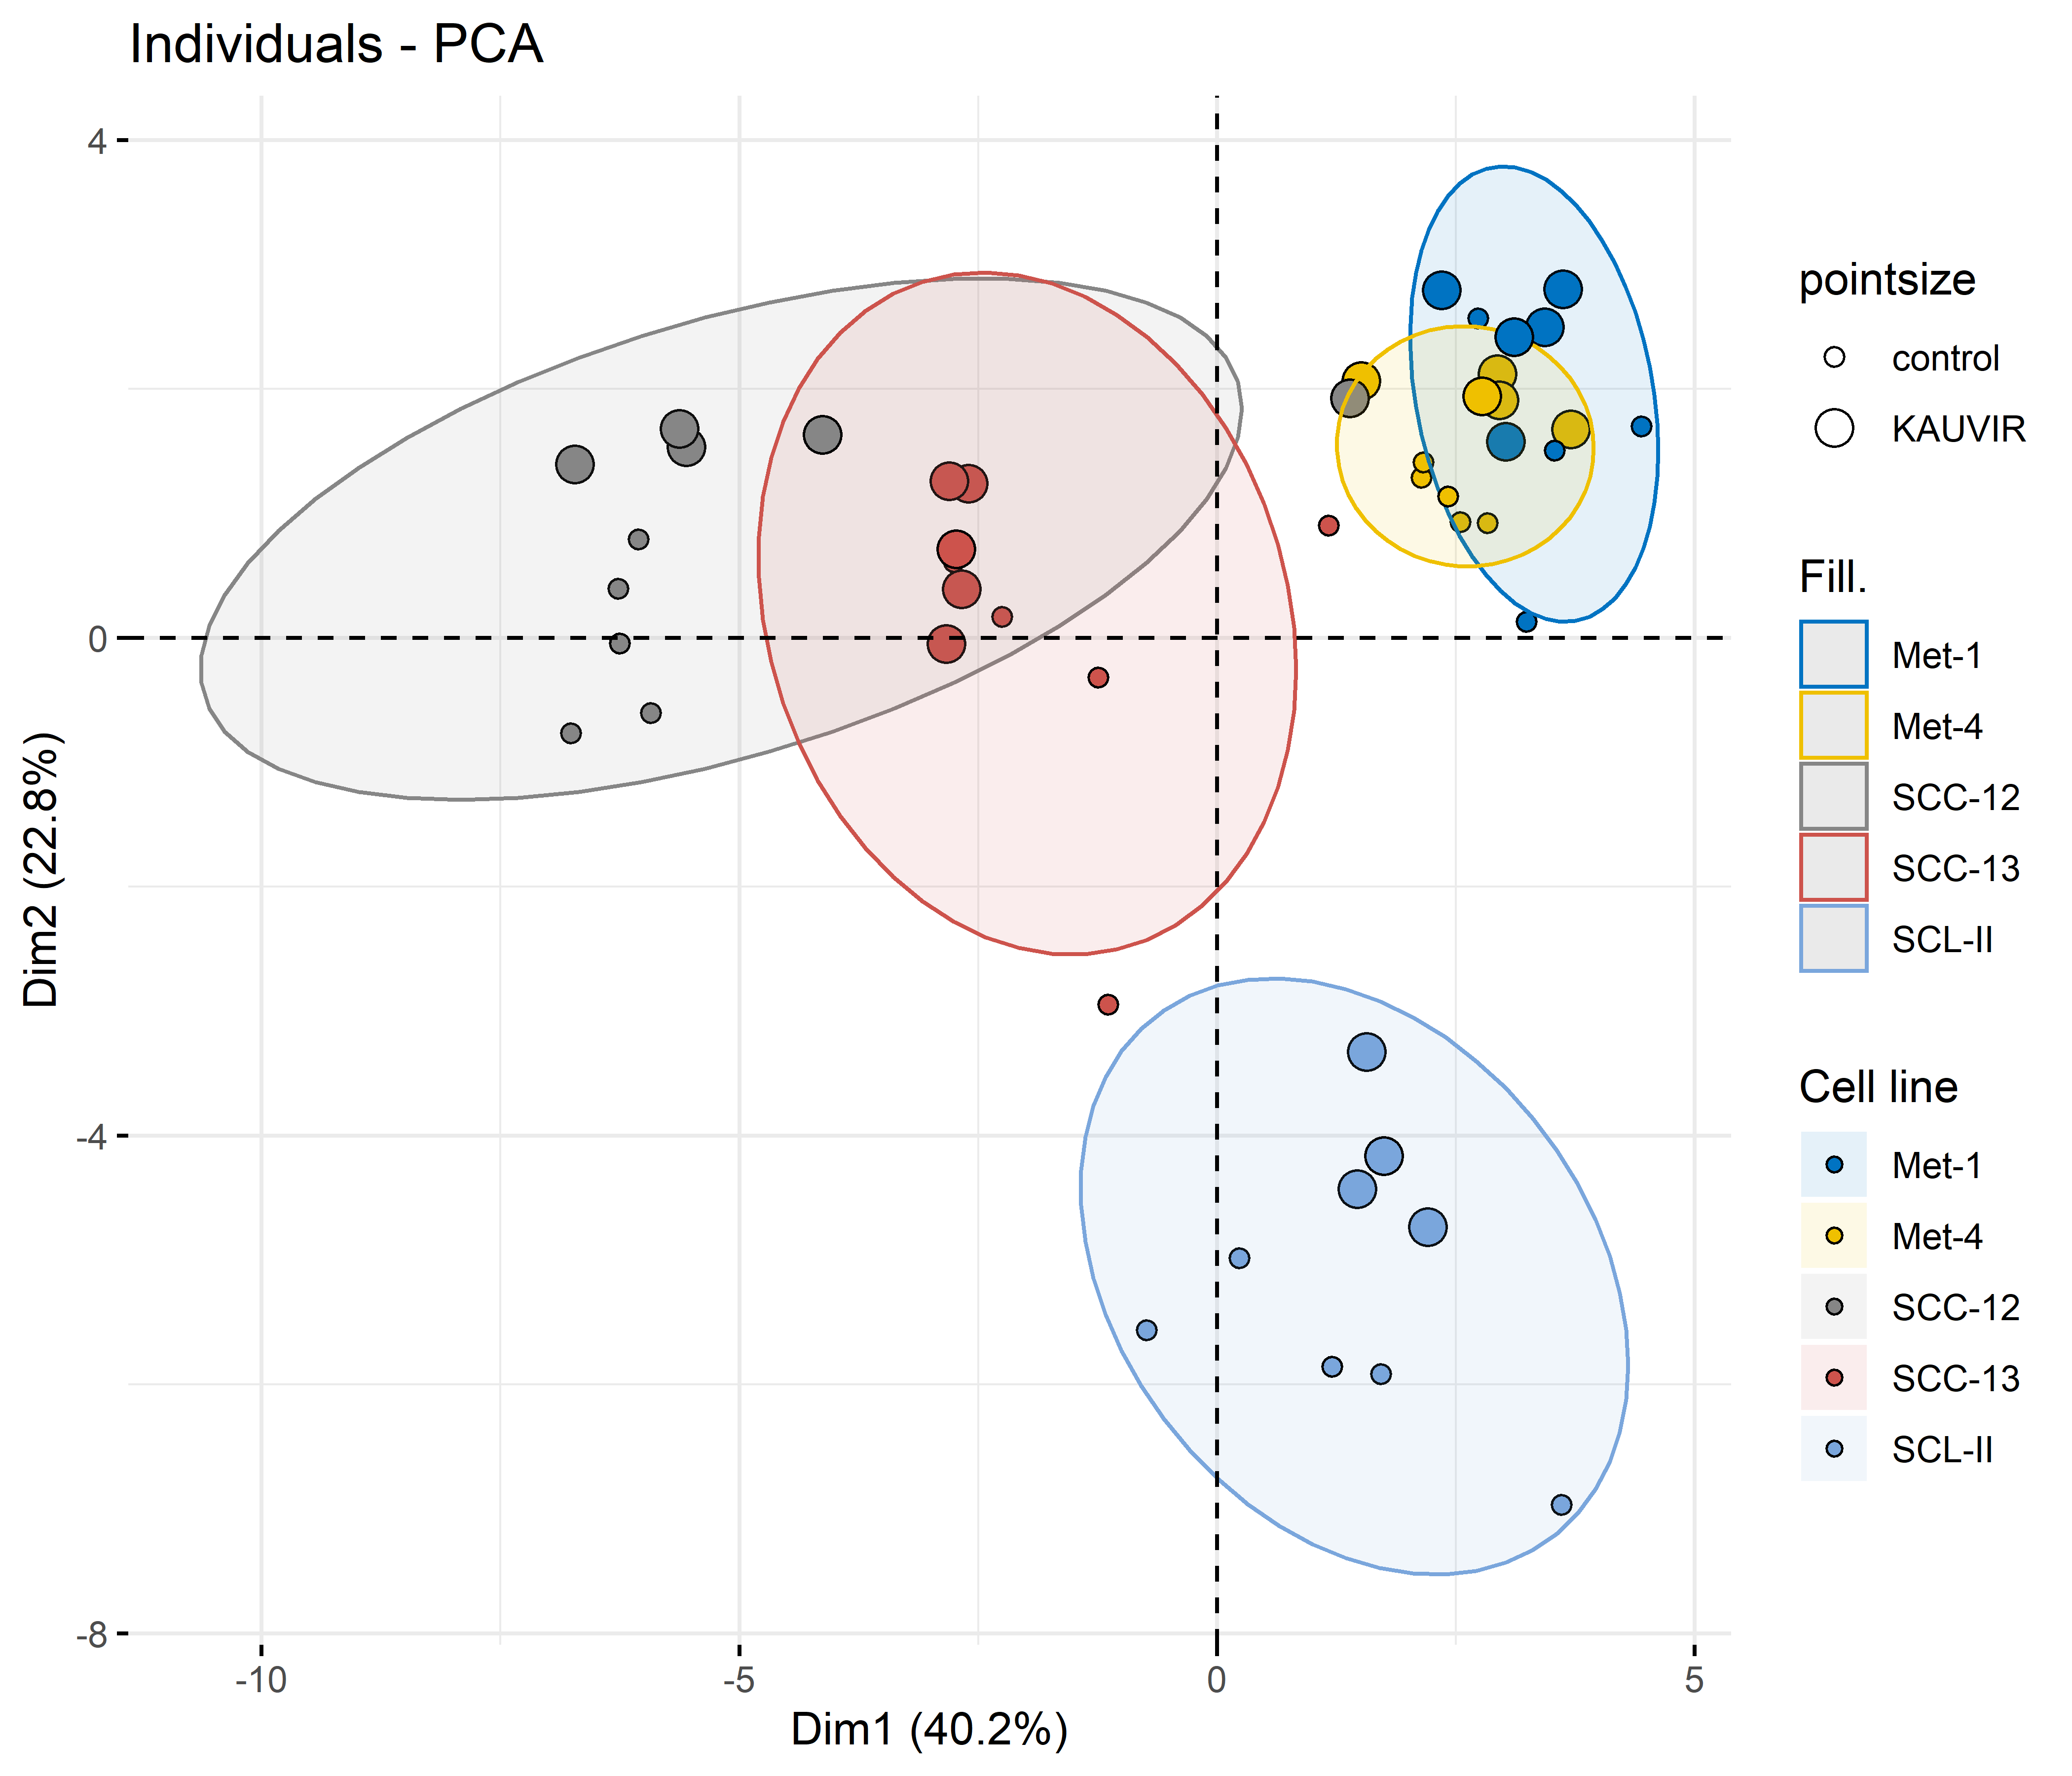 Individuals - PCA
4
0
-4
-8
Dim2 (22.8%)
-10
-5
0
5
Dim1 (40.2%)
pointsize
control
KAUVIR
Fill.
Met-1
Met-4
SCC-12
SCC-13
SCL-II
Cell line
Met-1
Met-4
SCC-12
SCC-13
SCL-II